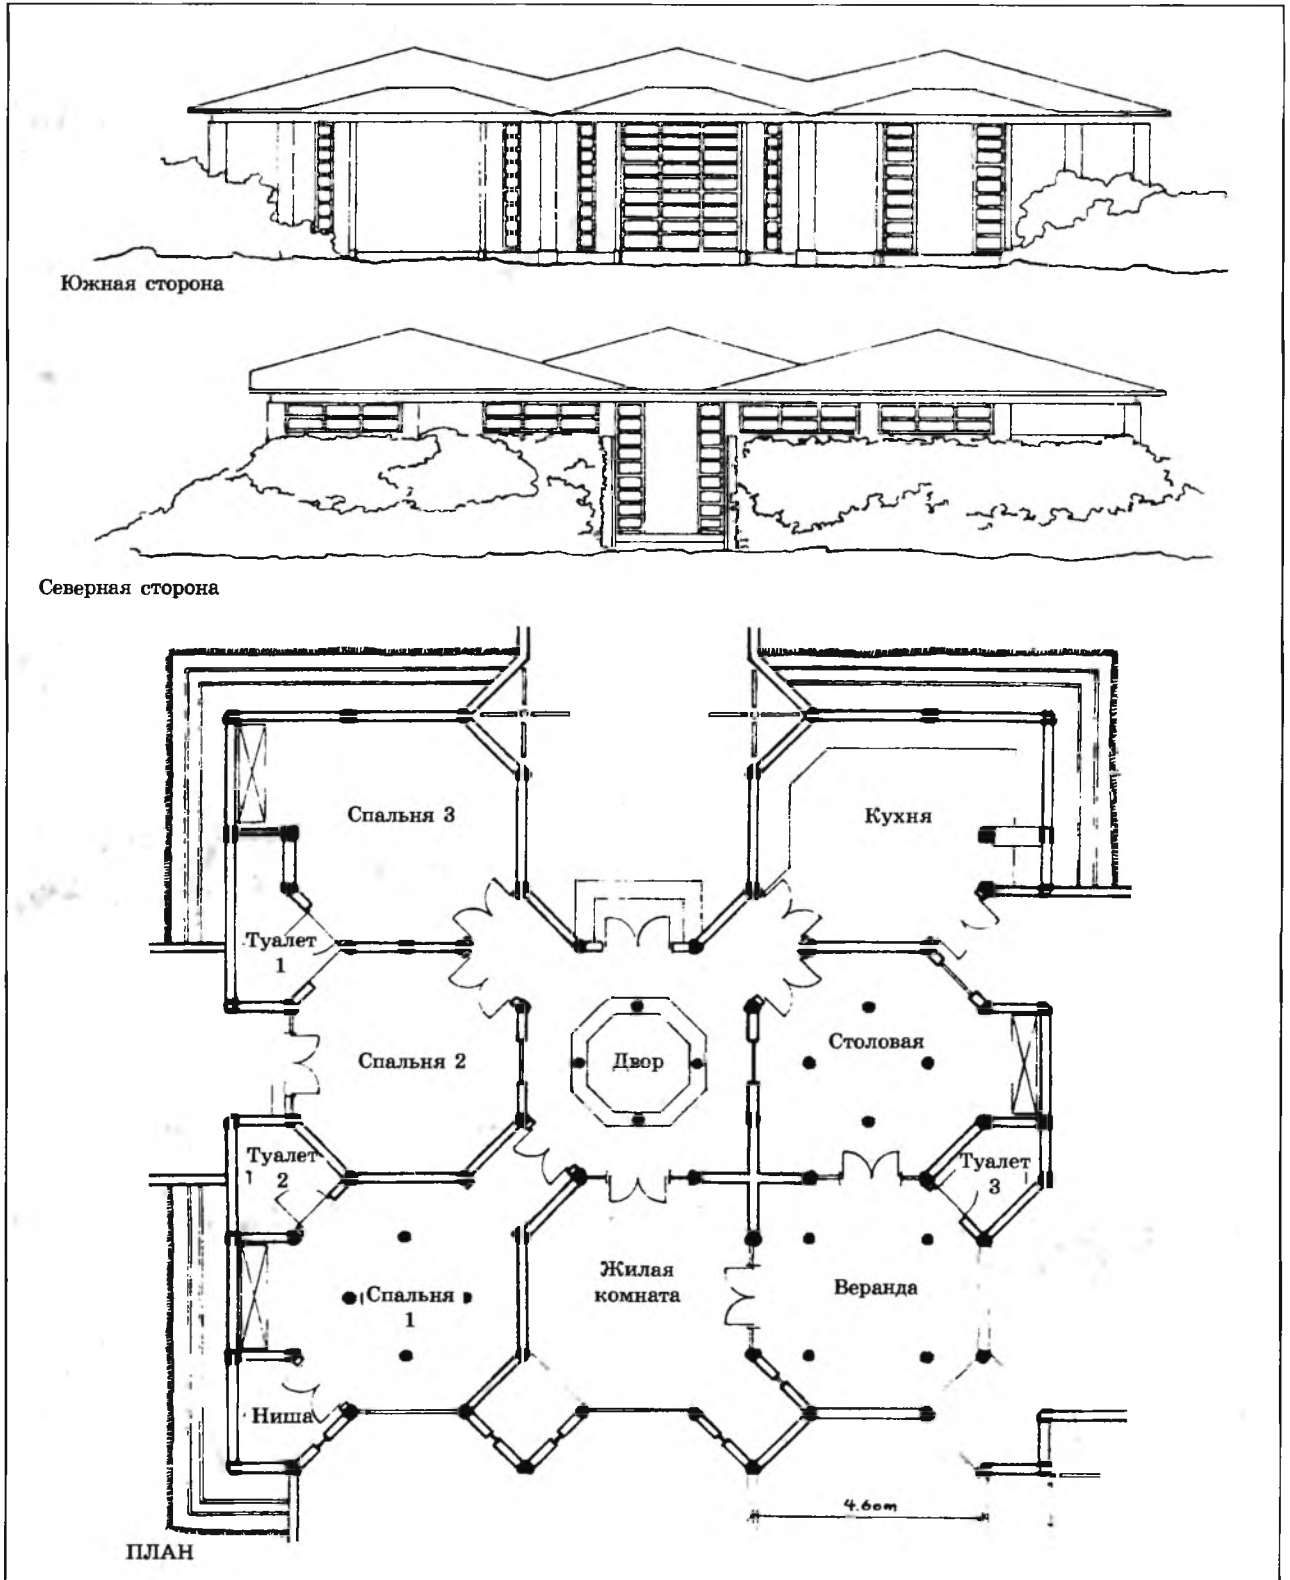 Южная сторона
Северная сторона
Спальня 3
Кухня
Туалет
1
Спальня 2
Двор
Столовая
Туалет
2
Туалет
3
Спальня
1
Жилая
комната
Веранда
Ниша
4.60m
ПЛАН